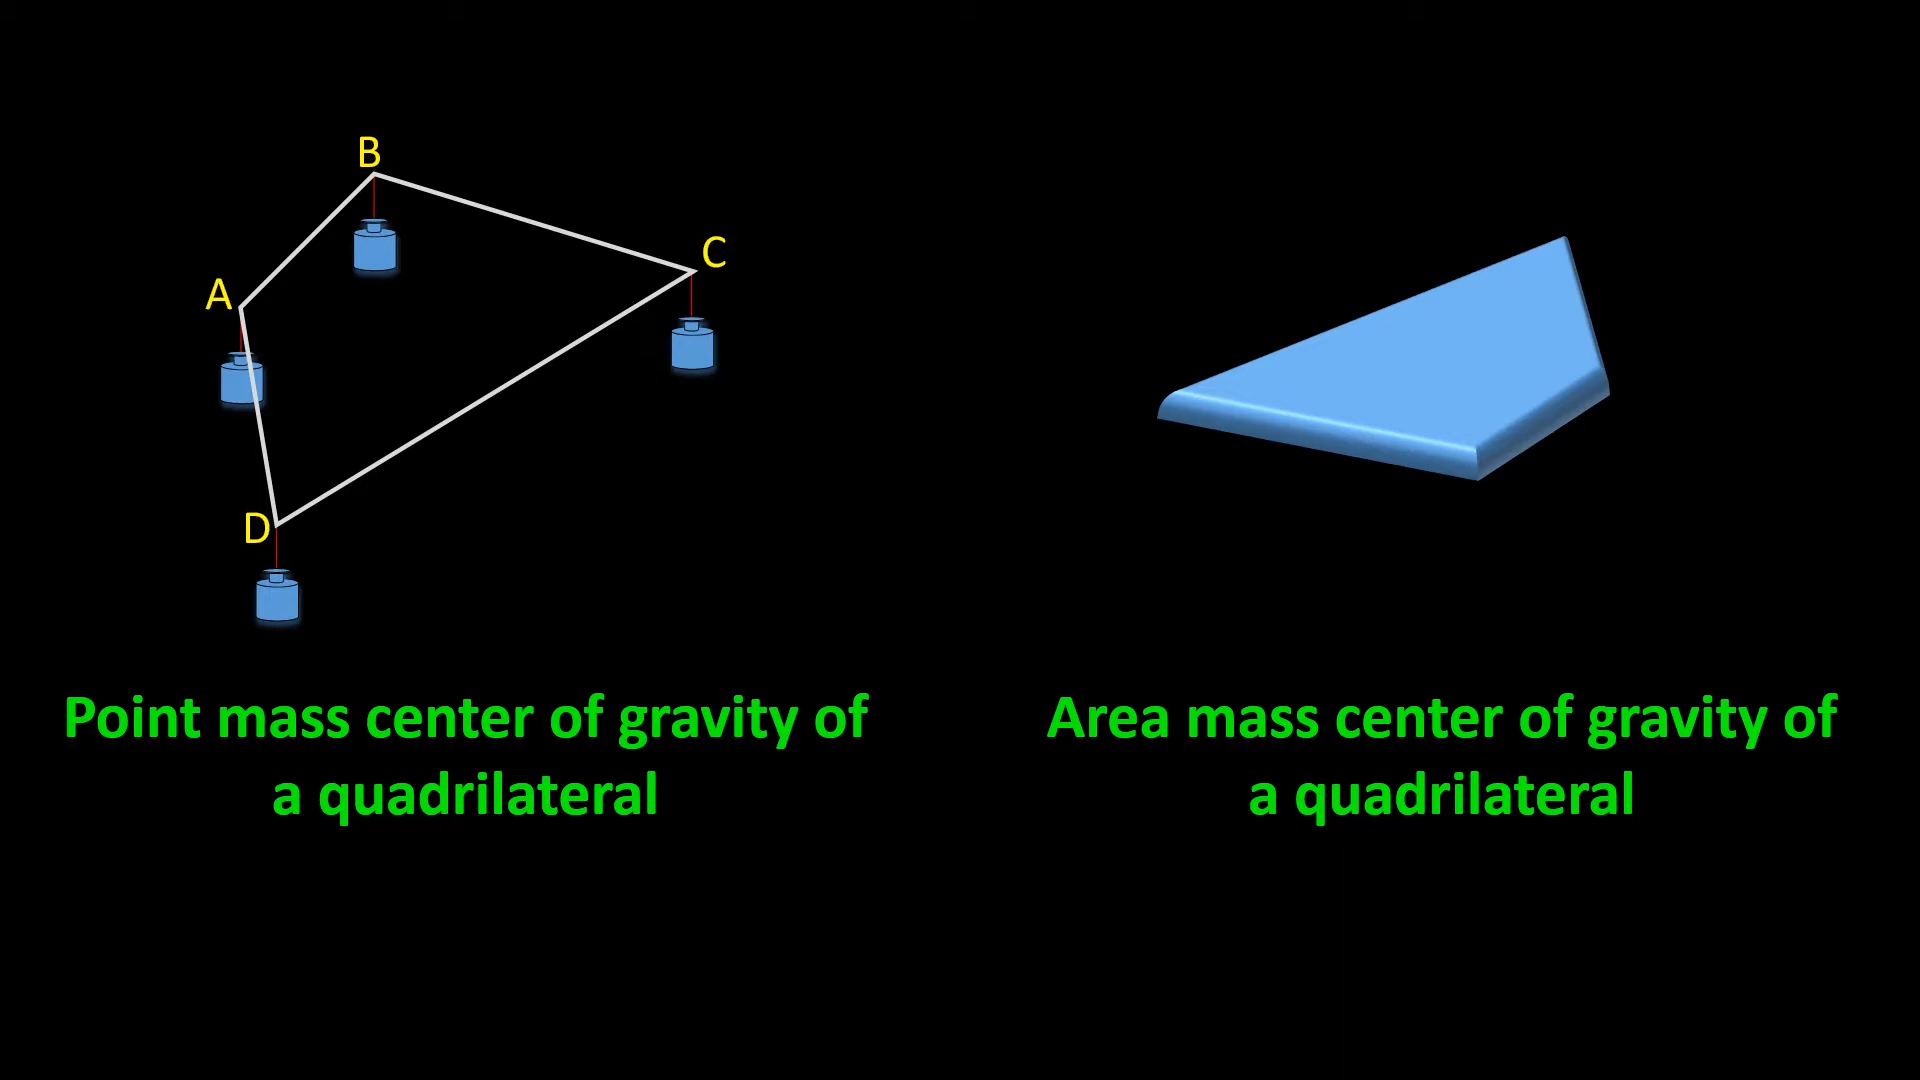 B
C
A
D
Point mass center of gravity of
a quadrilateral
Area mass center of gravity of
a quadrilateral